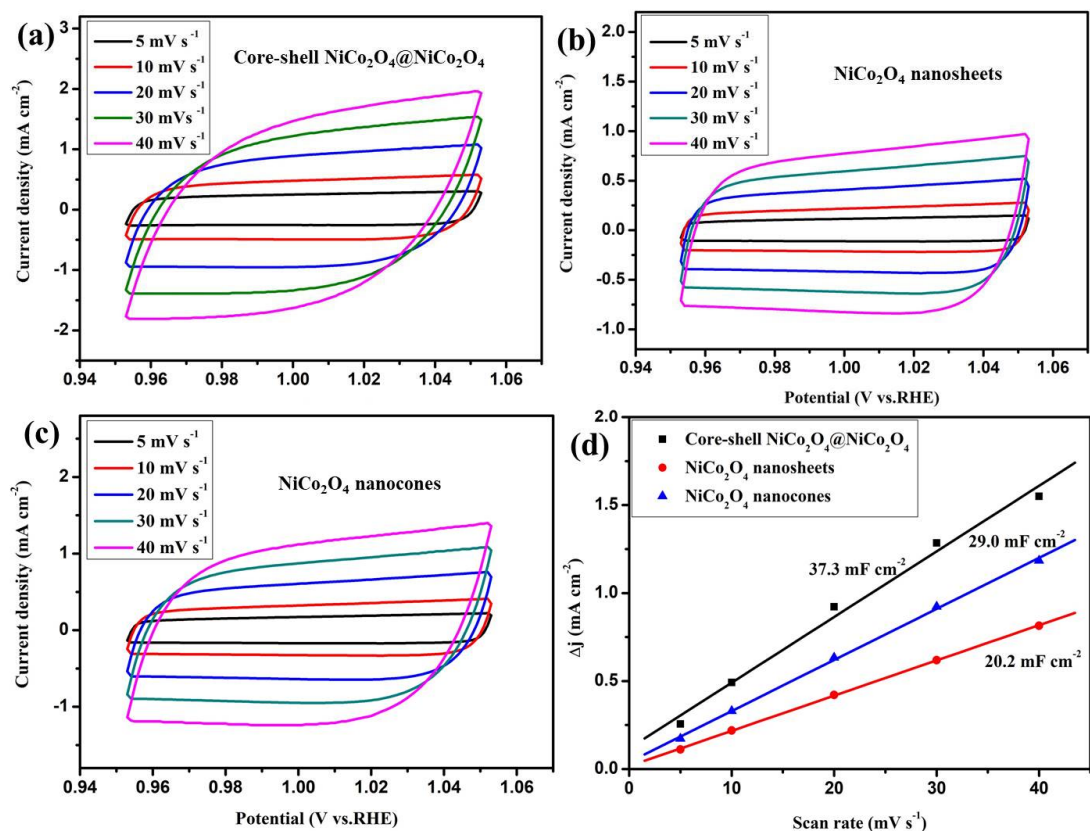 (a)
5 mV s⁻¹
10 mV s⁻¹
20 mV s⁻¹
30 mVs⁻¹
40 mV s⁻¹
Core-shell NiCo₂O₄@NiCo₂O₄
Current density (mA cm⁻²)
3
2
1
0
-1
-2
0.94 0.96 0.98 1.00 1.02 1.04 1.06
(b)
5 mV s⁻¹
10 mV s⁻¹
20 mV s⁻¹
30 mV s⁻¹
40 mV s⁻¹
NiCo₂O₄ nanosheets
Current density (mA cm⁻²)
2.0
1.5
1.0
0.5
0.0
-0.5
-1.0
0.94 0.96 0.98 1.00 1.02 1.04 1.06
Potential (V vs.RHE)
(c)
5 mV s⁻¹
10 mV s⁻¹
20 mV s⁻¹
30 mV s⁻¹
40 mV s⁻¹
NiCo₂O₄ nanocones
Current density (mA cm⁻²)
2
1
0
-1
0.94 0.96 0.98 1.00 1.02 1.04 1.06
Potential (V vs.RHE)
(d)
Core-shell NiCo₂O₄@NiCo₂O₄
NiCo₂O₄ nanosheets
NiCo₂O₄ nanocones
37.3 mF cm⁻²
29.0 mF cm⁻²
20.2 mF cm⁻²
Δj (mA cm⁻²)
2.0
1.5
1.0
0.5
0.0
0 10 20 30 40
Scan rate (mV s⁻¹)